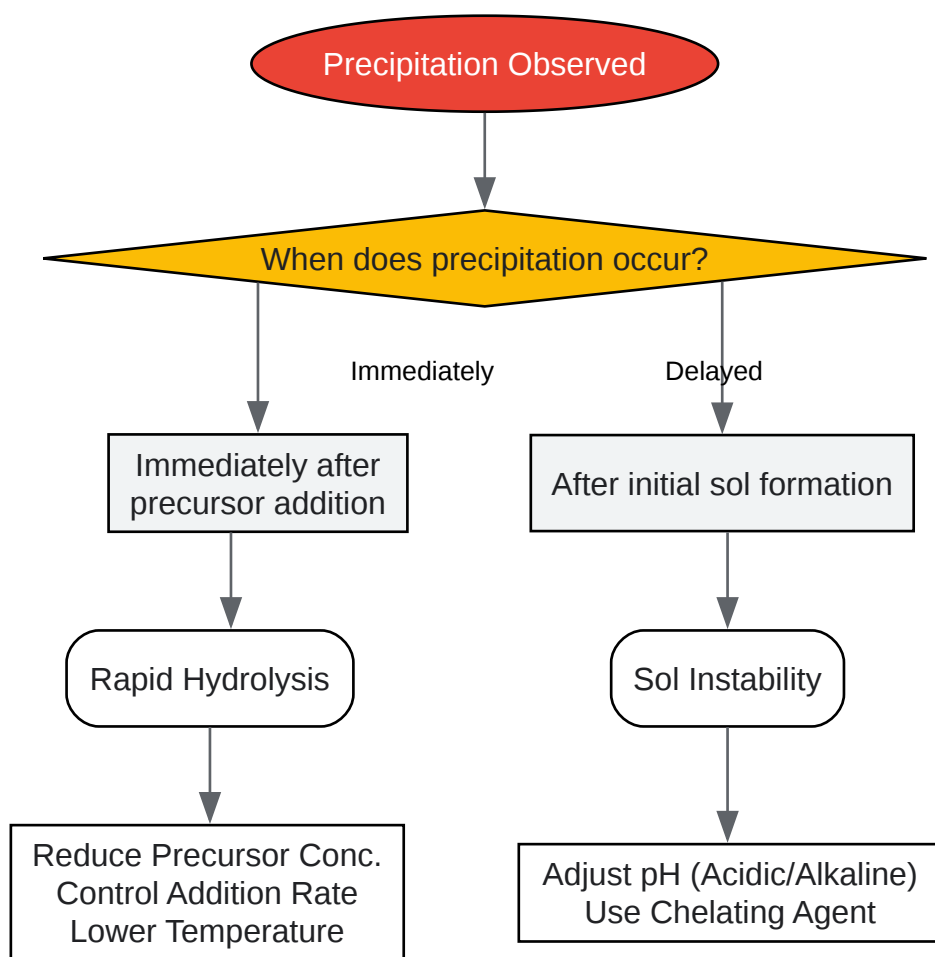 Precipitation Observed
When does precipitation occur?
Immediately
Delayed
Immediately after
precursor addition
After initial sol formation
Rapid Hydrolysis
Sol Instability
Reduce Precursor Conc.
Control Addition Rate
Lower Temperature
Adjust pH (Acidic/Alkaline)
Use Chelating Agent